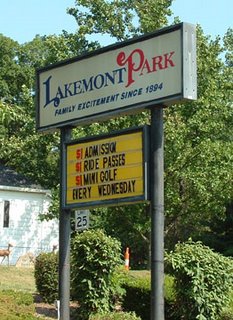 LAKEMONT PARK
FAMILY EXCITEMENT SINCE 1894
$1 ADMISSION
$1 RIDE PASSES
$1 MINI GOLF
EVERY WEDNESDAY
25